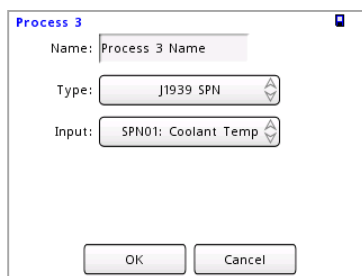 Process 3
Name: Process 3 Name
Type: J1939 SPN
Input: SPN01: Coolant Temp
OK Cancel